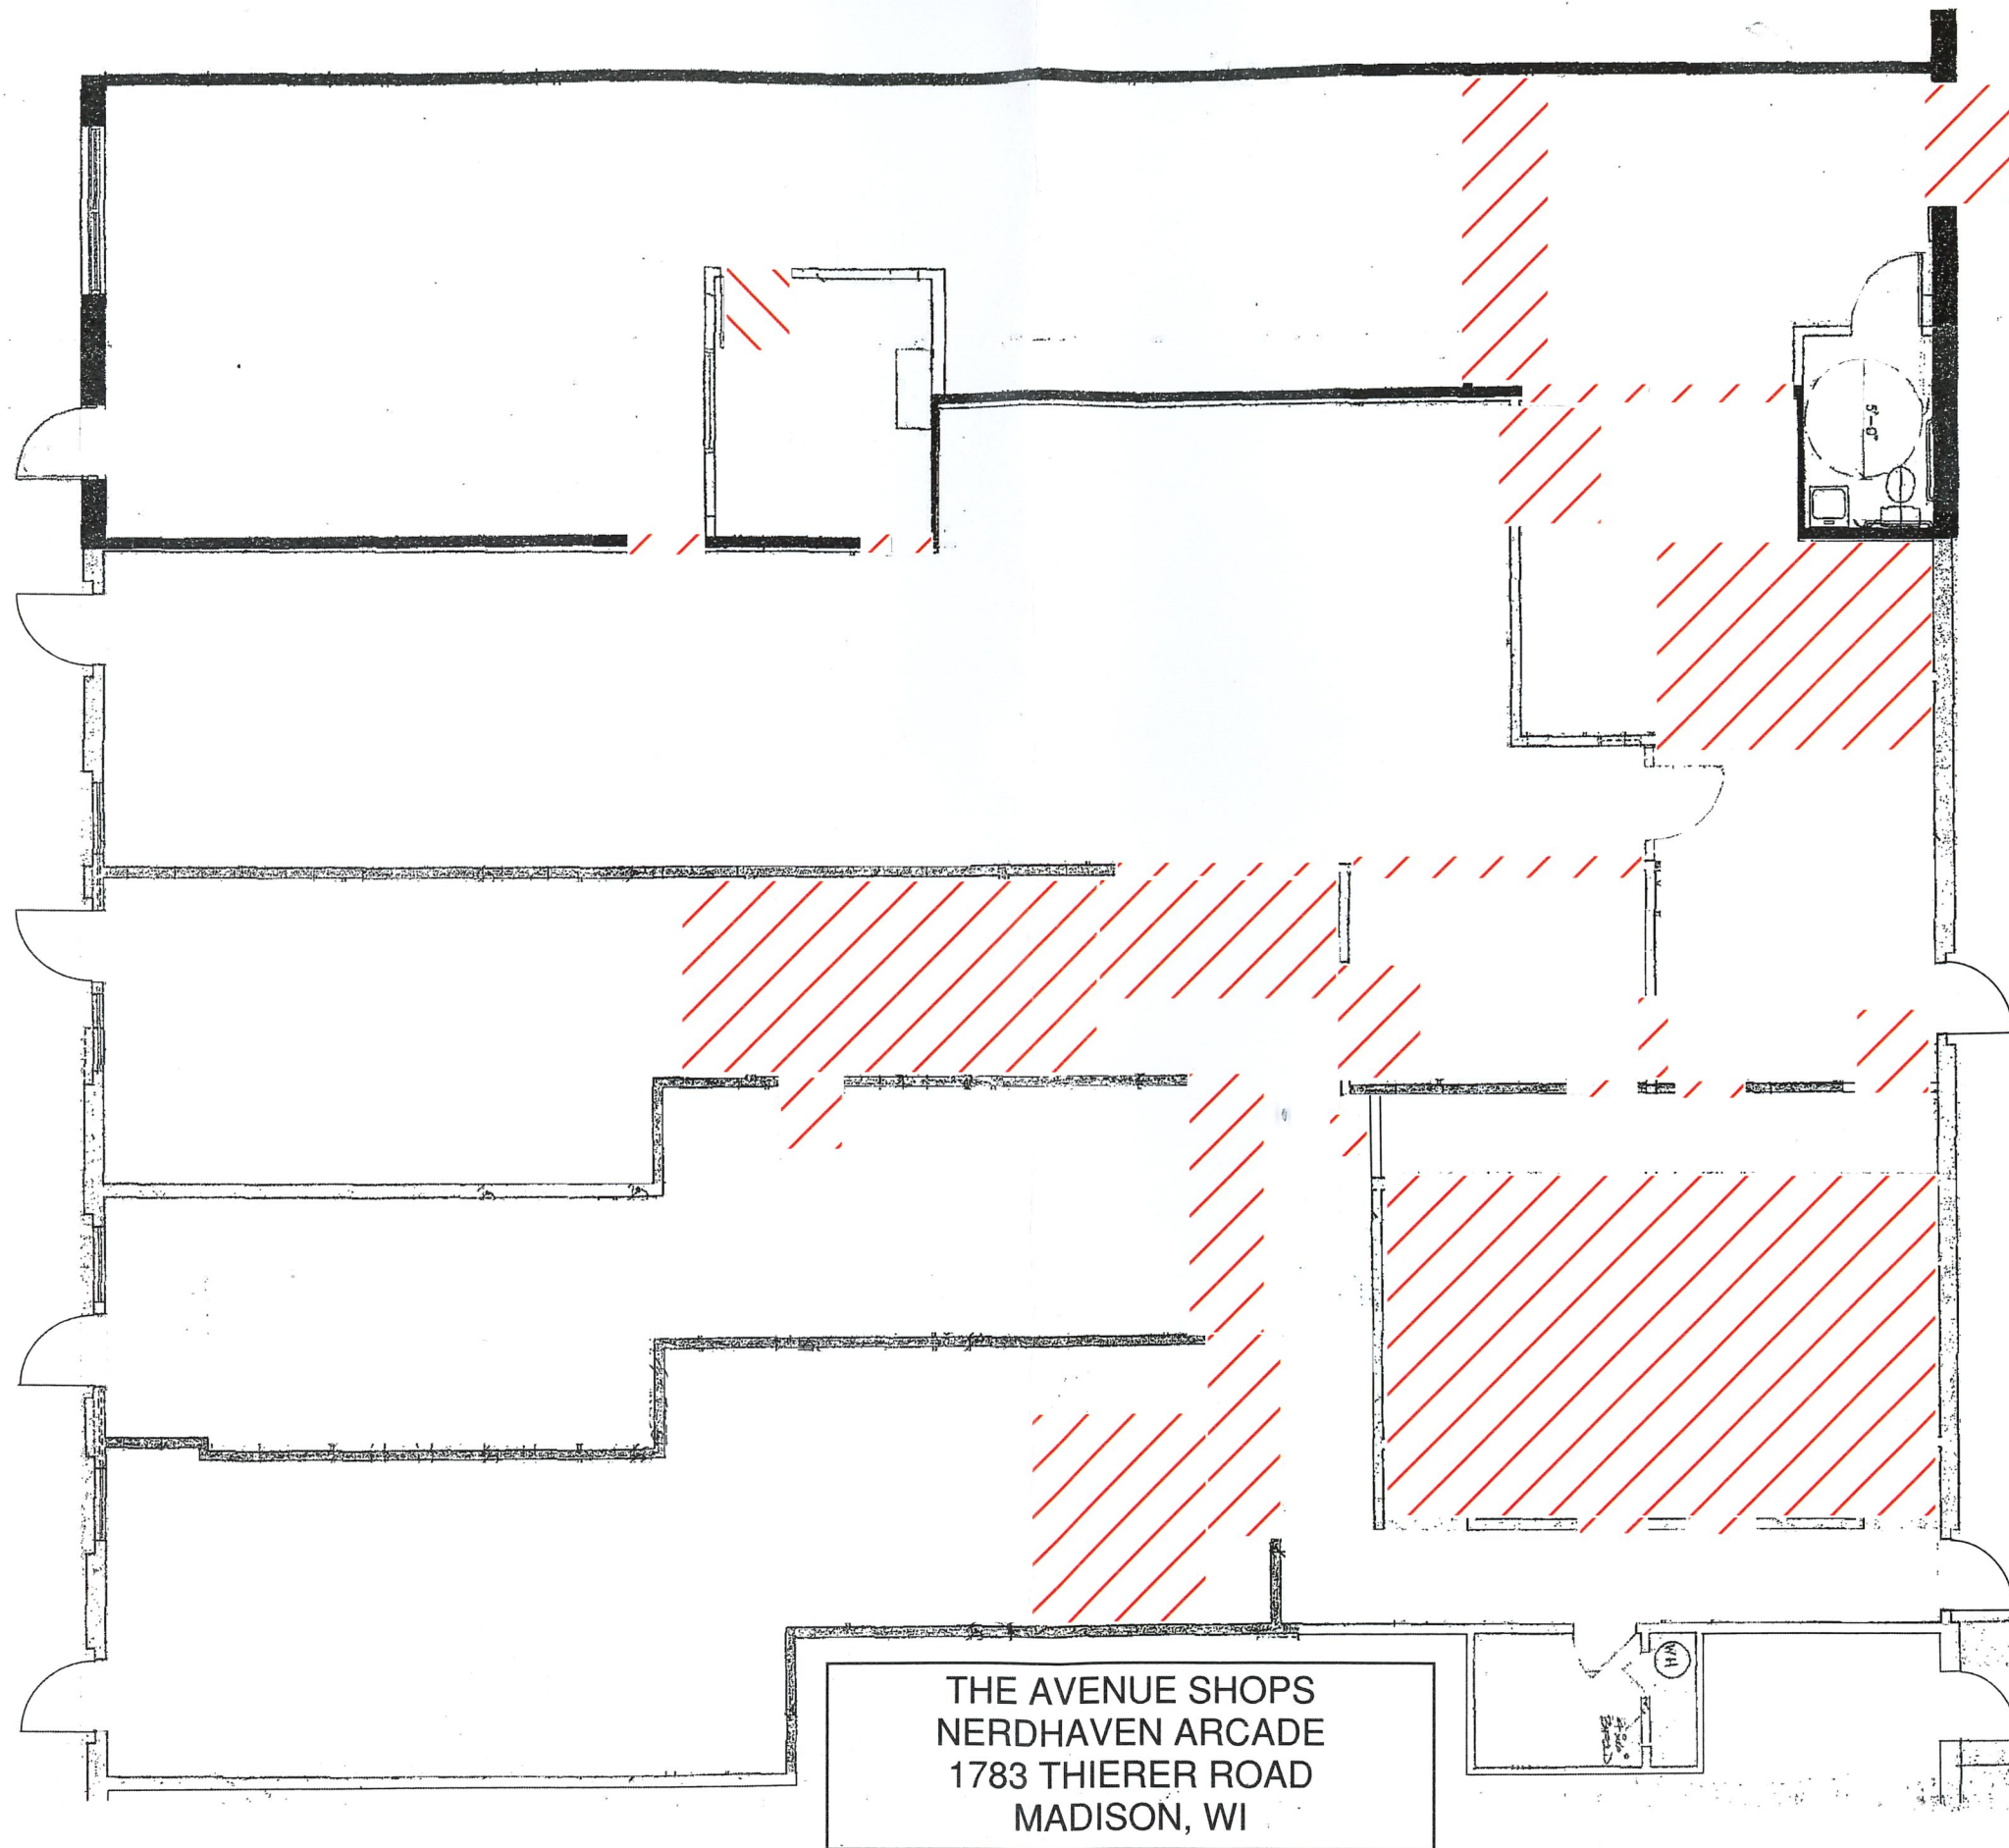 5'-0"
WH
THE AVENUE SHOPS
NERDHAVEN ARCADE
1783 THIERER ROAD
MADISON, WI